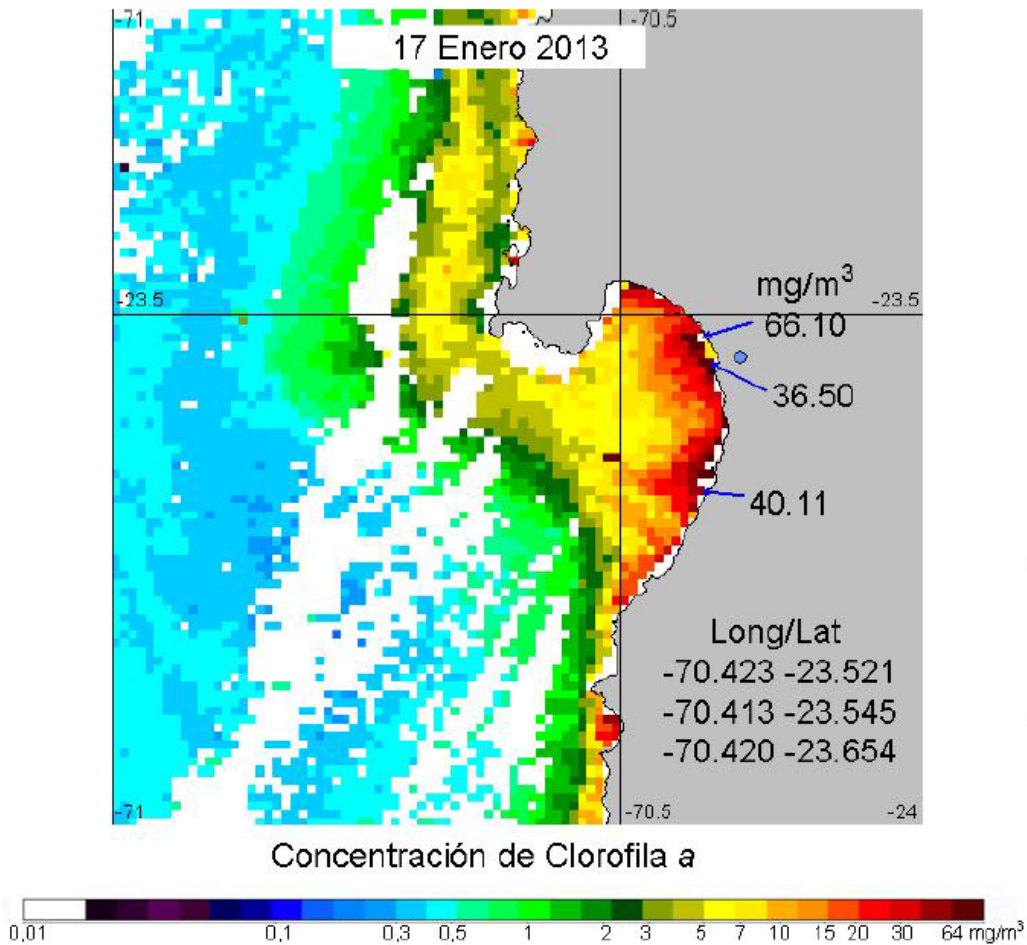 -71
-70.5
17 Enero 2013
mg/m³
-23.5
-23.5
66.10
36.50
40.11
Long/Lat
-70.423 -23.521
-70.413 -23.545
-70.420 -23.654
-71
-70.5
-24
Concentración de Clorofila a
0,01 0,1 0,3 0,5 1 2 3 5 7 10 15 20 30 64 mg/m³